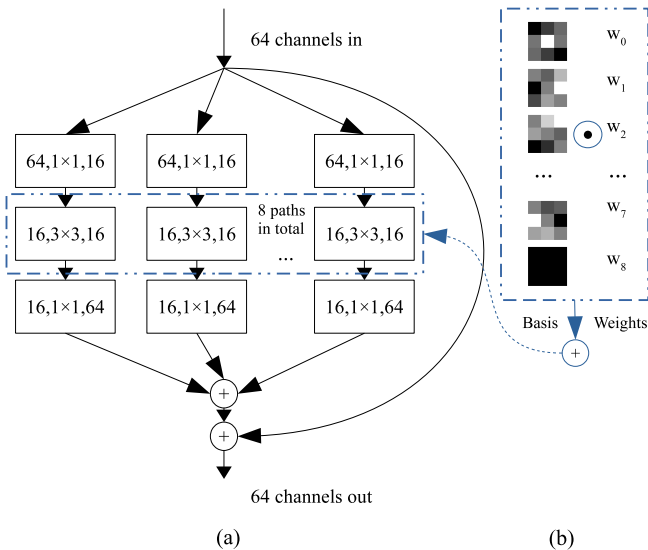 64 channels in
64,1×1,16
64,1×1,16
64,1×1,16
8 paths
in total
16,3×3,16
16,3×3,16
...
16,3×3,16
16,1×1,64
16,1×1,64
16,1×1,64
+
+
64 channels out
(a)
w0
w1
w2
... ...
w7
w8
Basis Weights
+
(b)